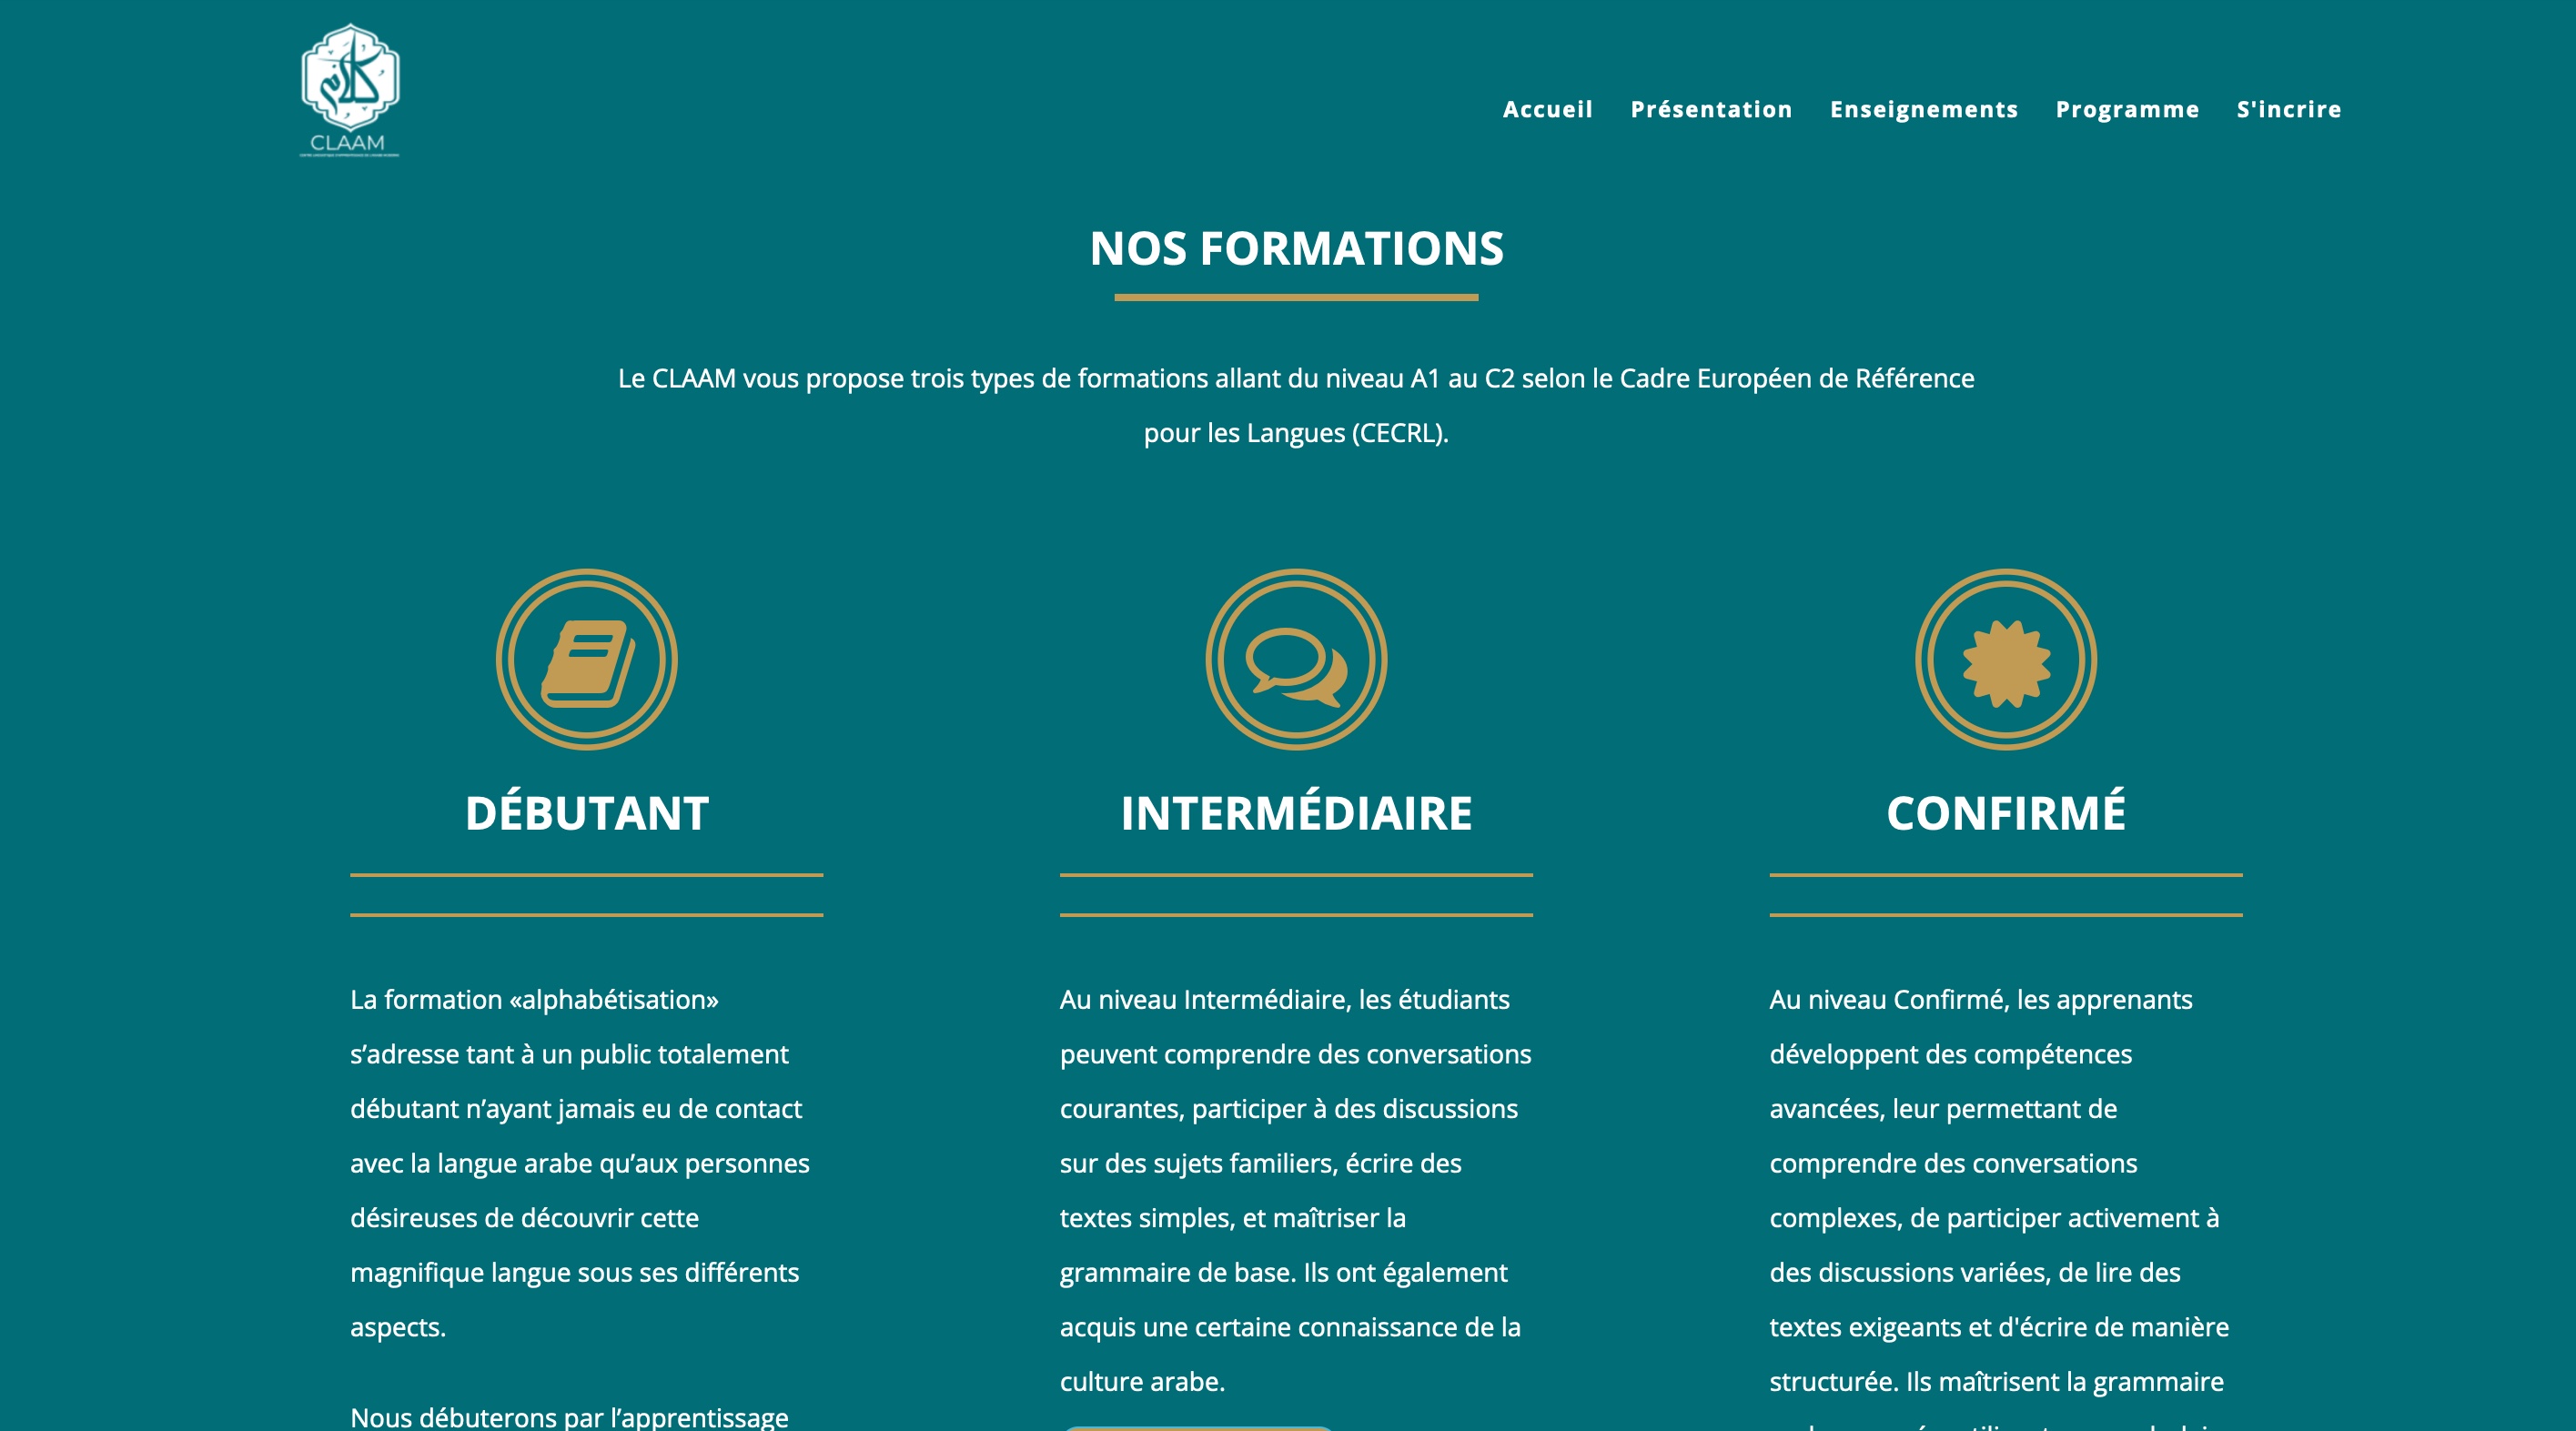 كلام
CLAAM
Accueil Présentation Enseignements Programme S'incrire
NOS FORMATIONS
Le CLAAM vous propose trois types de formations allant du niveau A1 au C2 selon le Cadre Européen de Référence
pour les Langues (CECRL).
DÉBUTANT
La formation «alphabétisation»
s’adresse tant à un public totalement
débutant n’ayant jamais eu de contact
avec la langue arabe qu’aux personnes
désireuses de découvrir cette
magnifique langue sous ses différents
aspects.
Nous débuterons par l’apprentissage
INTERMÉDIAIRE
Au niveau Intermédiaire, les étudiants
peuvent comprendre des conversations
courantes, participer à des discussions
sur des sujets familiers, écrire des
textes simples, et maîtriser la
grammaire de base. Ils ont également
acquis une certaine connaissance de la
culture arabe.
CONFIRMÉ
Au niveau Confirmé, les apprenants
développent des compétences
avancées, leur permettant de
comprendre des conversations
complexes, de participer activement à
des discussions variées, de lire des
textes exigeants et d'écrire de manière
structurée. Ils maîtrisent la grammaire